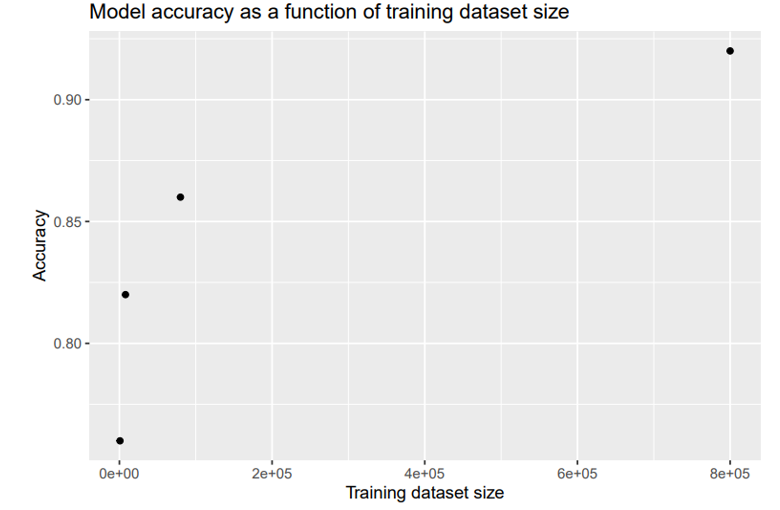 Model accuracy as a function of training dataset size
0.90
0.85
0.80
Accuracy
0e+00 2e+05 4e+05 6e+05 8e+05
Training dataset size